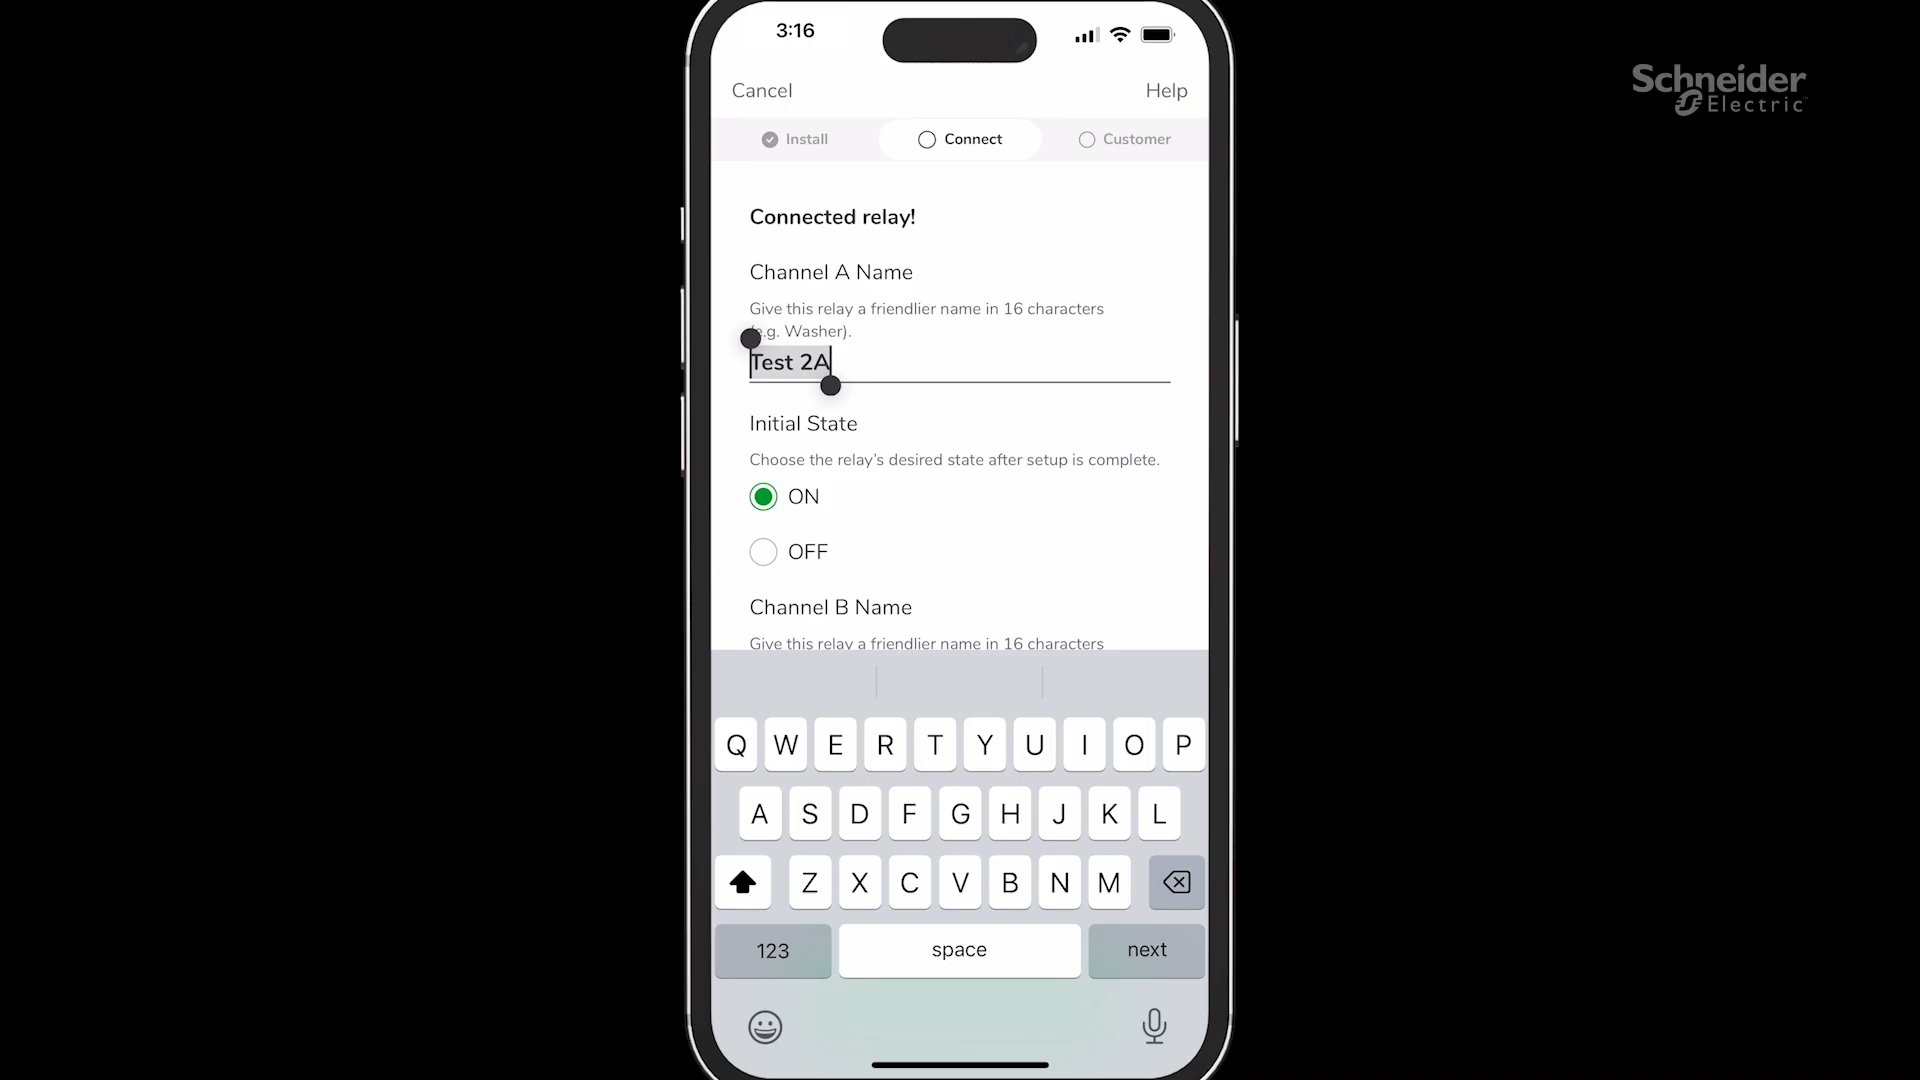 3:16
Schneider
Electric
Cancel
Help
Install
Connect
Customer
Connected relay!
Channel A Name
Give this relay a friendlier name in 16 characters
(e.g. Washer).
Test 2A
Initial State
Choose the relay's desired state after setup is complete.
ON
OFF
Channel B Name
Give this relay a friendlier name in 16 characters
Q W E R T Y U I O P
A S D F G H J K L
Z X C V B N M
123
space
next